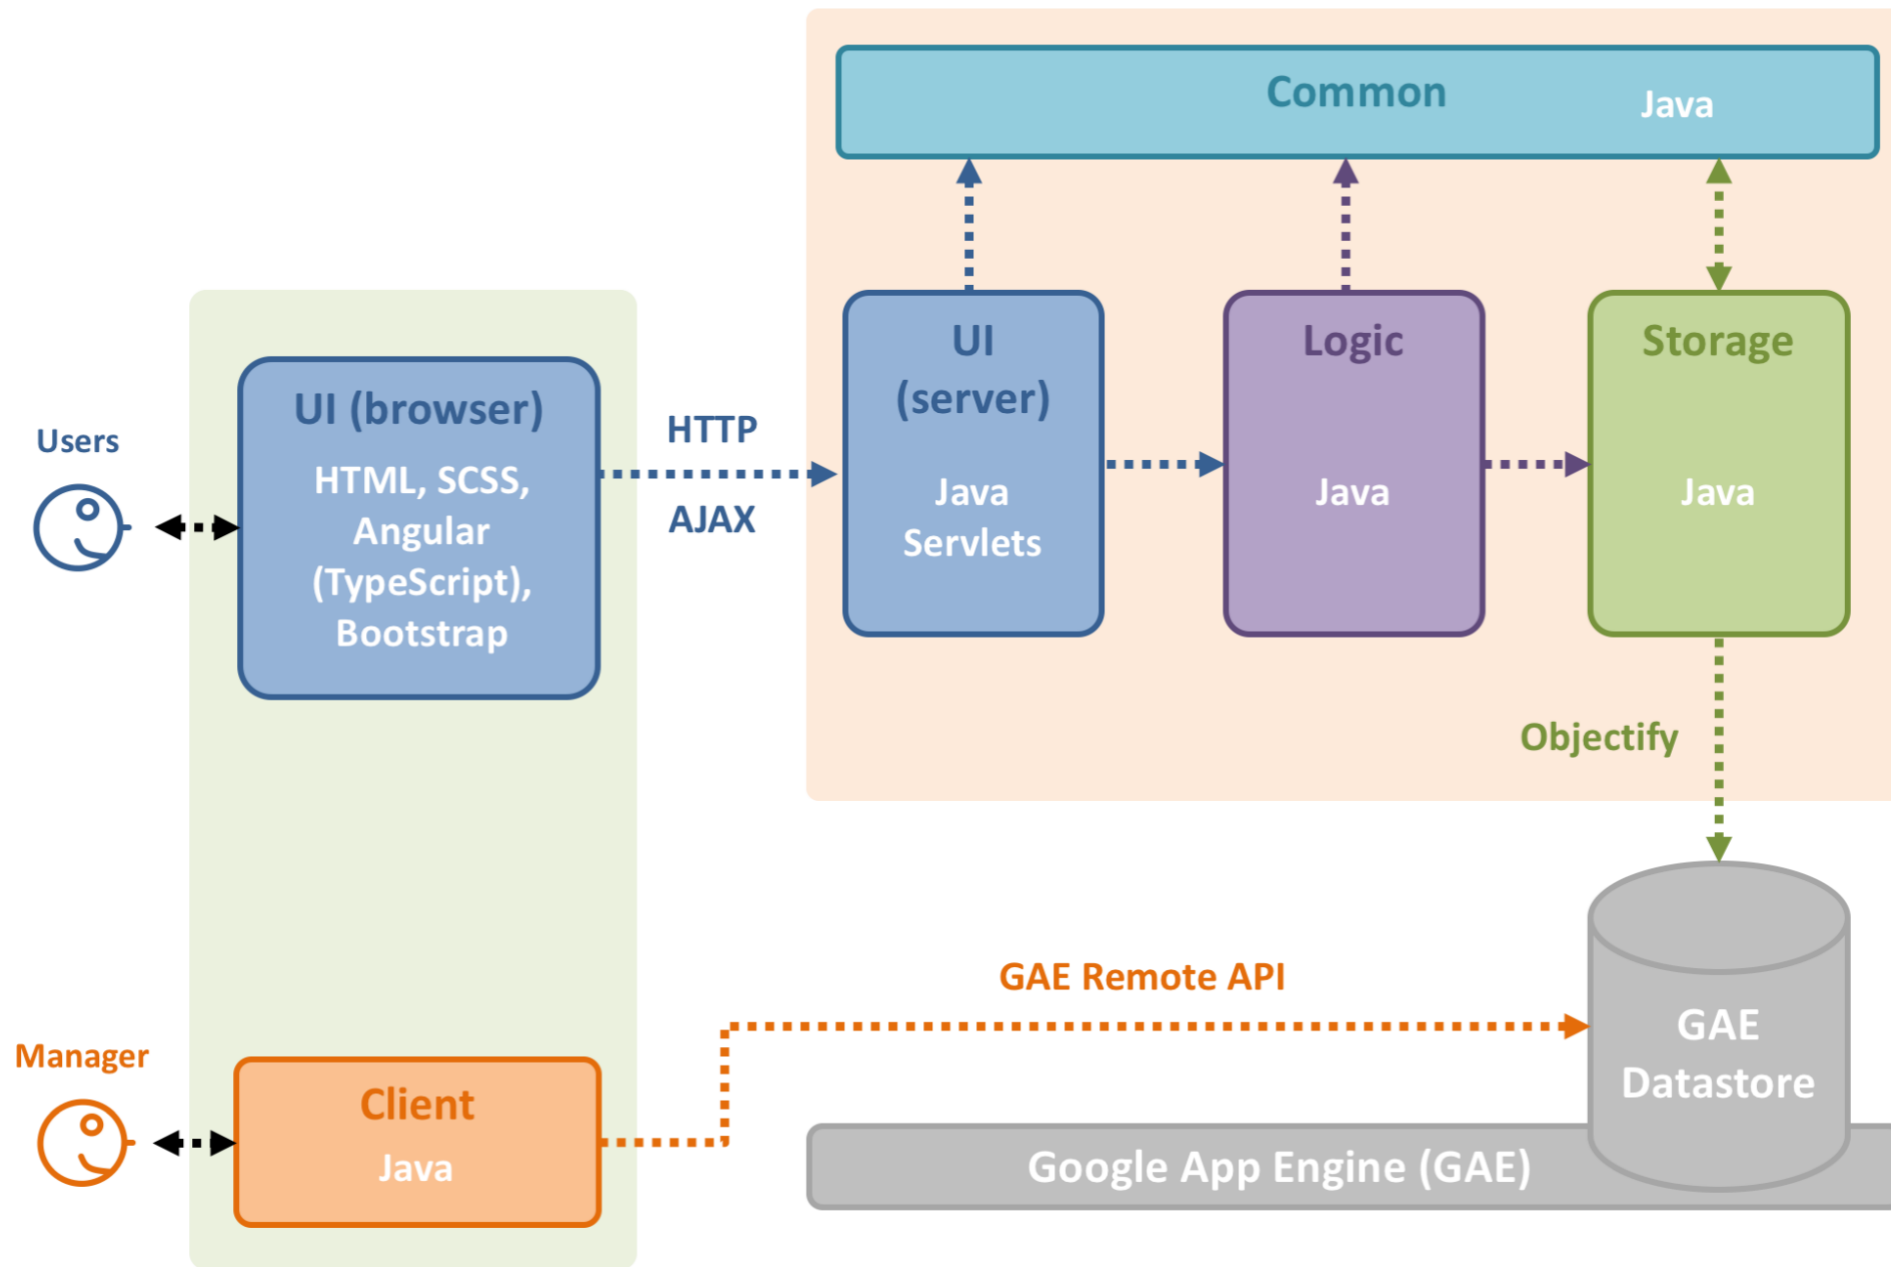 Common
Java
UI
(server)
Java
Servlets
Logic
Java
Storage
Java
Users
UI (browser)
HTML, SCSS,
Angular
(TypeScript),
Bootstrap
HTTP
AJAX
Objectify
GAE Remote API
Manager
Client
Java
GAE
Datastore
Google App Engine (GAE)